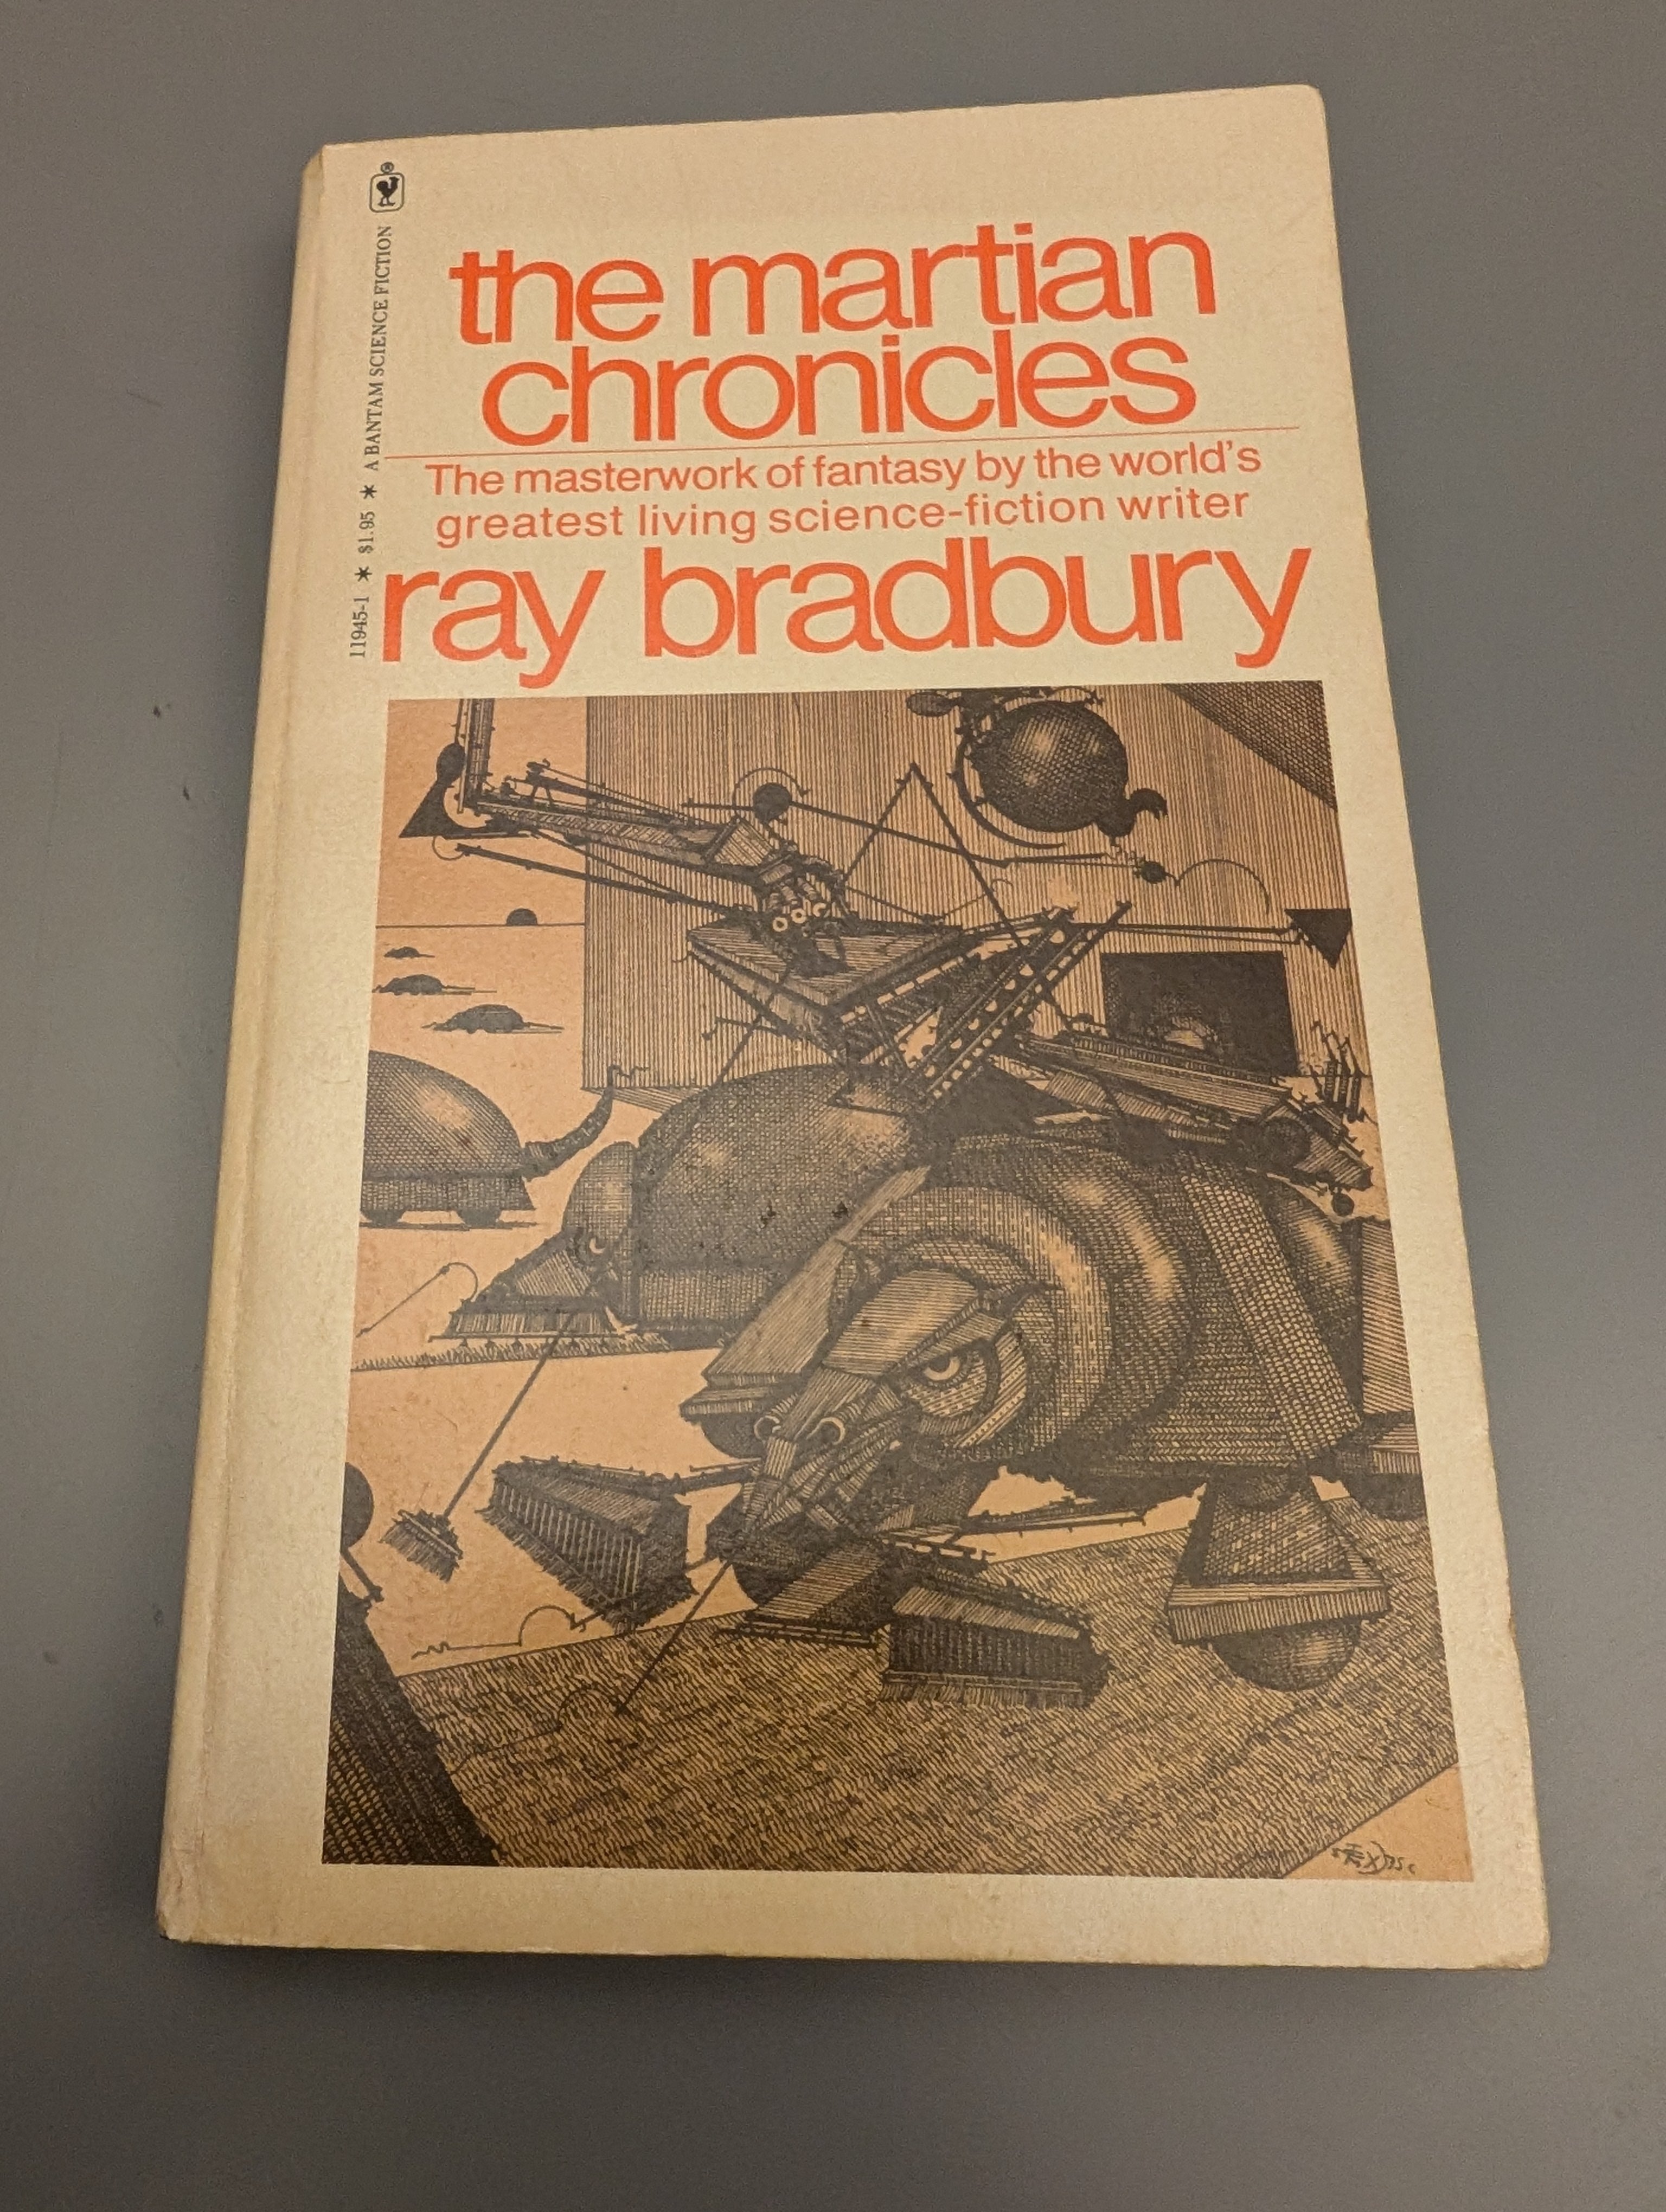 the martian
chronicles
The masterwork of fantasy by the world's
greatest living science-fiction writer
ray bradbury
11945-1 * $1.95 * A BANTAM SCIENCE FICTION
®